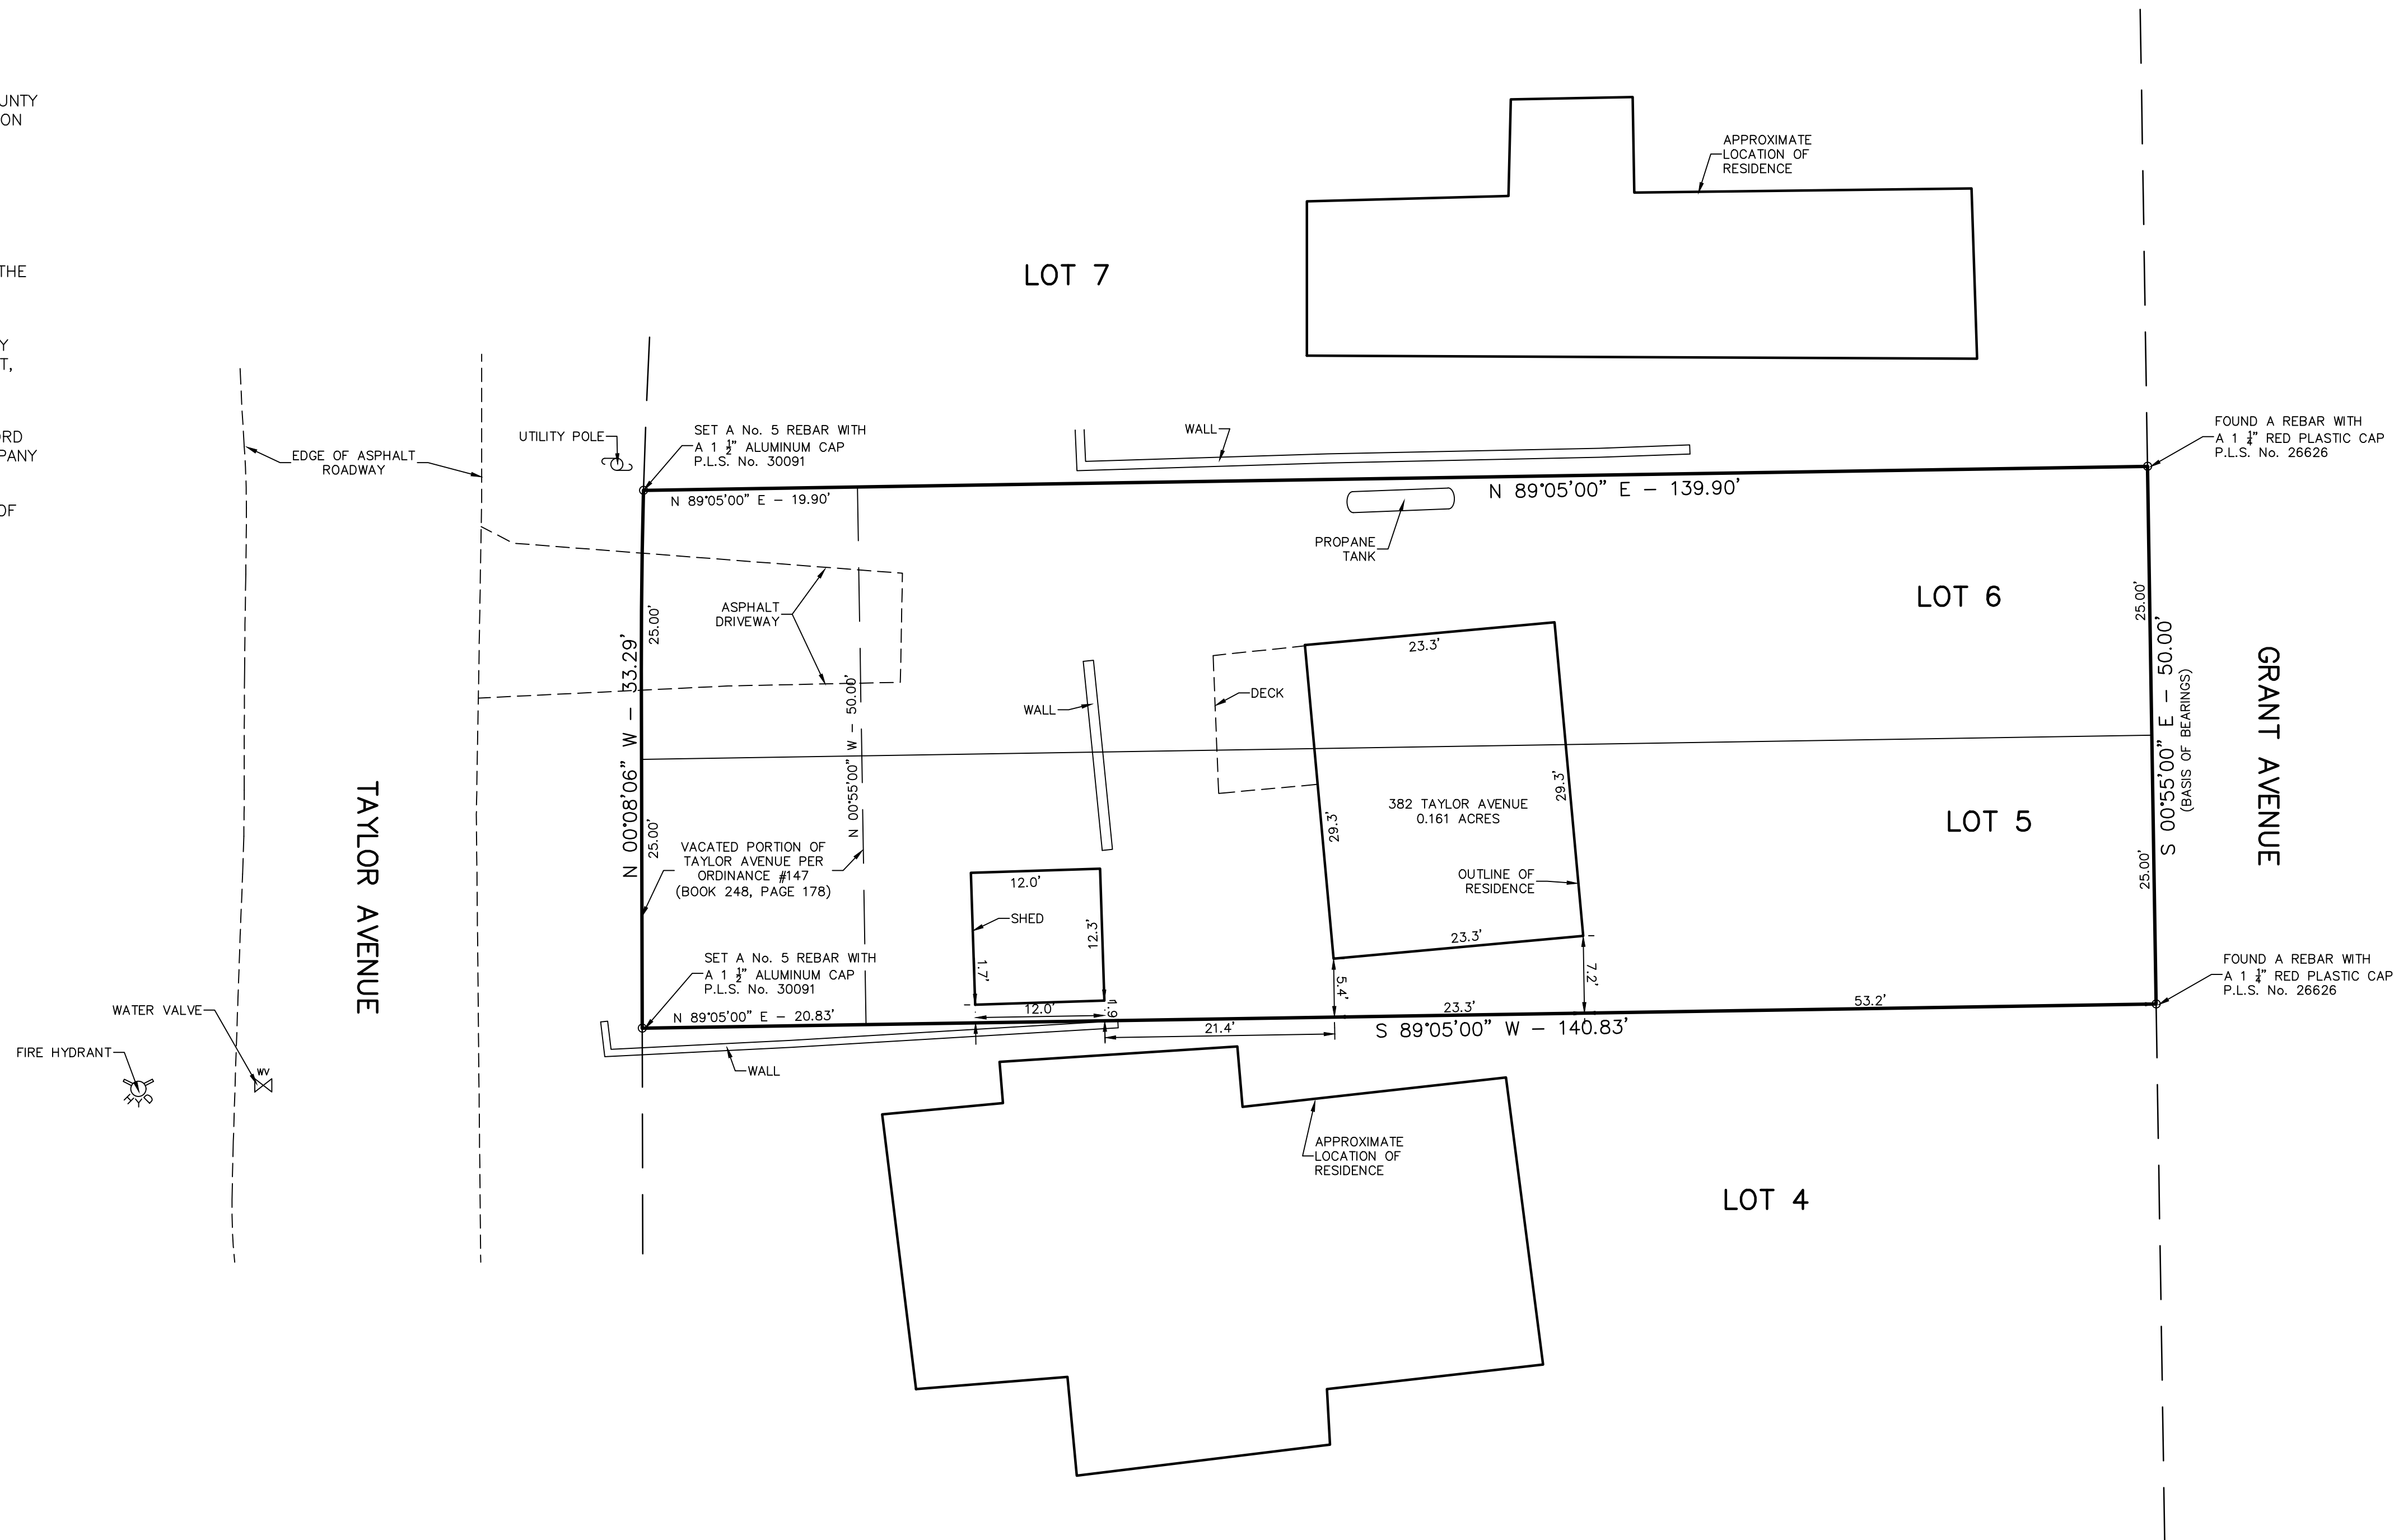 UNTY
ON
THE
Y
T,
ORD
PANY
OF
APPROXIMATE
LOCATION OF
RESIDENCE
LOT 7
UTILITY POLE
SET A No. 5 REBAR WITH
A 1 1/2" ALUMINUM CAP
P.L.S. No. 30091
WALL
FOUND A REBAR WITH
A 1 1/4" RED PLASTIC CAP
P.L.S. No. 26626
EDGE OF ASPHALT
ROADWAY
N 89°05'00" E - 19.90'
N 89°05'00" E - 139.90'
PROPANE
TANK
ASPHALT
DRIVEWAY
LOT 6
25.00'
25.00'
23.3'
N 00°08'06" W - 33.29'
N 00°55'00" W - 50.00'
WALL
DECK
S 00°55'00" E - 50.00'
(BASIS OF BEARINGS)
GRANT AVENUE
TAYLOR AVENUE
382 TAYLOR AVENUE
0.161 ACRES
29.3'
29.3'
LOT 5
25.00'
25.00'
VACATED PORTION OF
TAYLOR AVENUE PER
ORDINANCE #147
(BOOK 248, PAGE 178)
OUTLINE OF
RESIDENCE
12.0'
SHED
12.3'
23.3'
SET A No. 5 REBAR WITH
A 1 1/2" ALUMINUM CAP
P.L.S. No. 30091
1.7'
5.4'
7.2'
FOUND A REBAR WITH
A 1 1/4" RED PLASTIC CAP
P.L.S. No. 26626
WATER VALVE
N 89°05'00" E - 20.83'
12.0'
1.9'
23.3'
53.2'
21.4'
S 89°05'00" W - 140.83'
FIRE HYDRANT
WV
HYD
WALL
APPROXIMATE
LOCATION OF
RESIDENCE
LOT 4